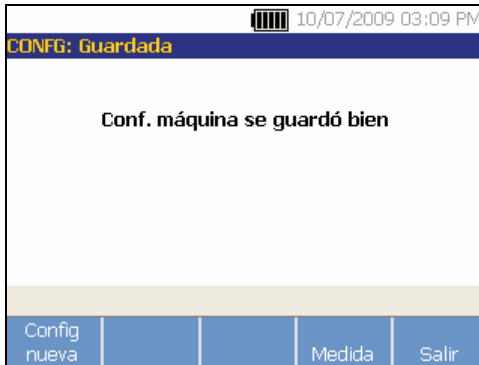 10/07/2009 03:09 PM
CONFG: Guardada
Conf. máquina se guardó bien
Config
nueva
Medida
Salir